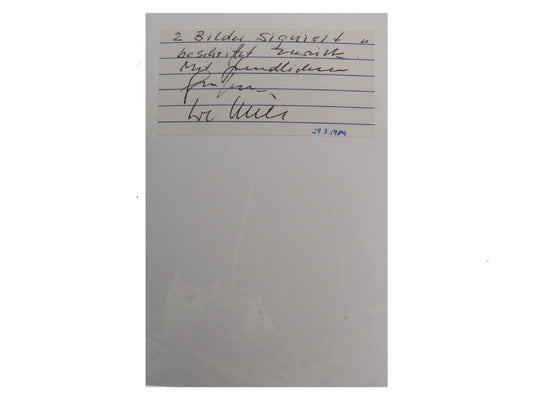 2 Bilder Signiert u
beschriftet zurück.
Mit freundlichen
Grüßen
29.3.1984